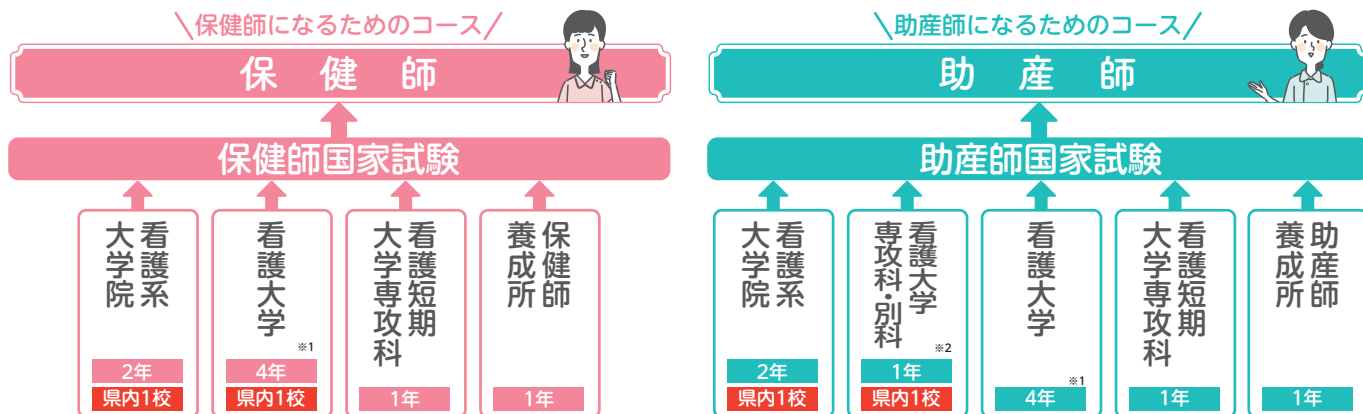 保健師になるためのコース
保健師
保健師国家試験
看護系
大学院
2年
県内1校
看護大学
※1
4年
県内1校
看護短期
大学専攻科
1年
保健師
養成所
1年
助産師になるためのコース
助産師
助産師国家試験
看護系
大学院
2年
県内1校
看護大学
専攻科・別科
※2
1年
県内1校
看護大学
※1
4年
看護短期
大学専攻科
1年
助産師
養成所
1年